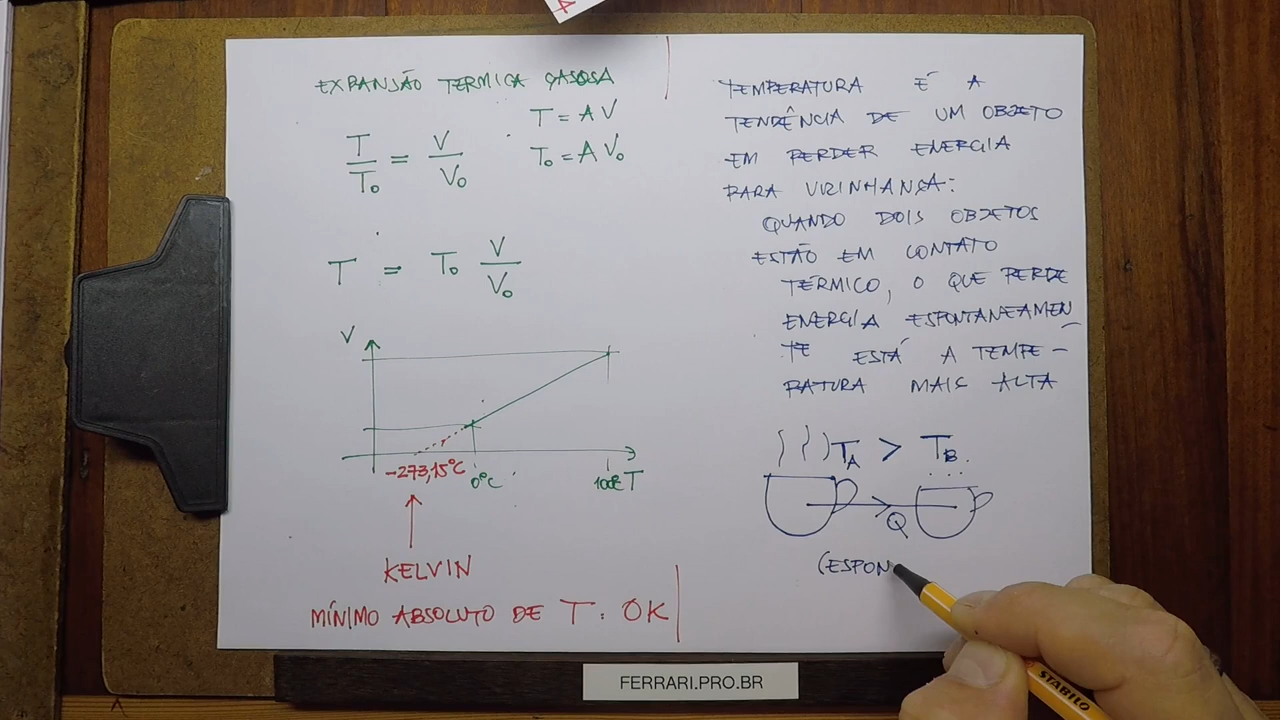 EXPANSÃO TERMICA GASOSA
T = A V
T₀ = A V₀
T/T₀ = V/V₀
T = T₀ V/V₀
V
-273,15°C
0°C
100°C T
KELVIN
MÍNIMO ABSOLUTO DE T: 0K
TEMPERATURA É A
TENDÊNCIA DE UM OBJETO
EM PERDER ENERGIA
PARA VIZINHANSA:
QUANDO DOIS OBJETOS
ESTÃO EM CONTATO
TÉRMICO, O QUE PERDE
ENERGIA ESPONTANEAMEN-
TE ESTÁ A TEMPE-
RATURA MAIS ALTA
T_A > T_B
Q
(ESPON
STABILO
FERRARI.PRO.BR